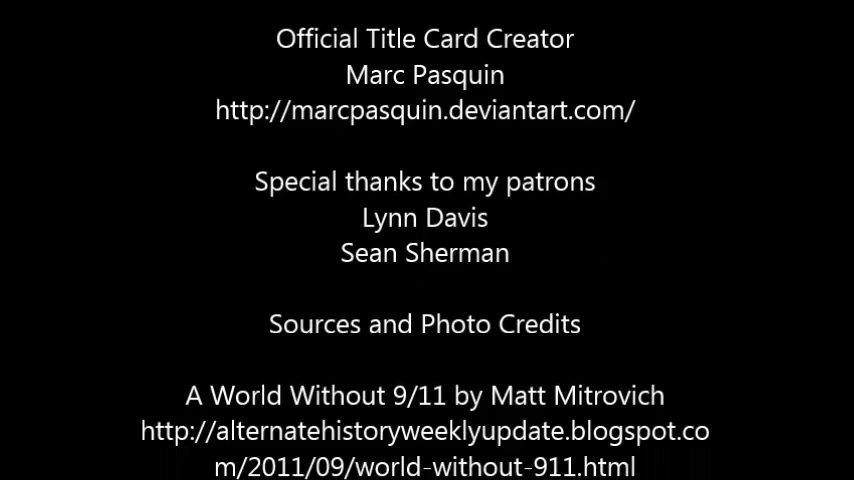 Official Title Card Creator
Marc Pasquin
http://marcpasquin.deviantart.com/
Special thanks to my patrons
Lynn Davis
Sean Sherman
Sources and Photo Credits
A World Without 9/11 by Matt Mitrovich
http://alternatehistoryweeklyupdate.blogspot.co
m/2011/09/world-without-911.html